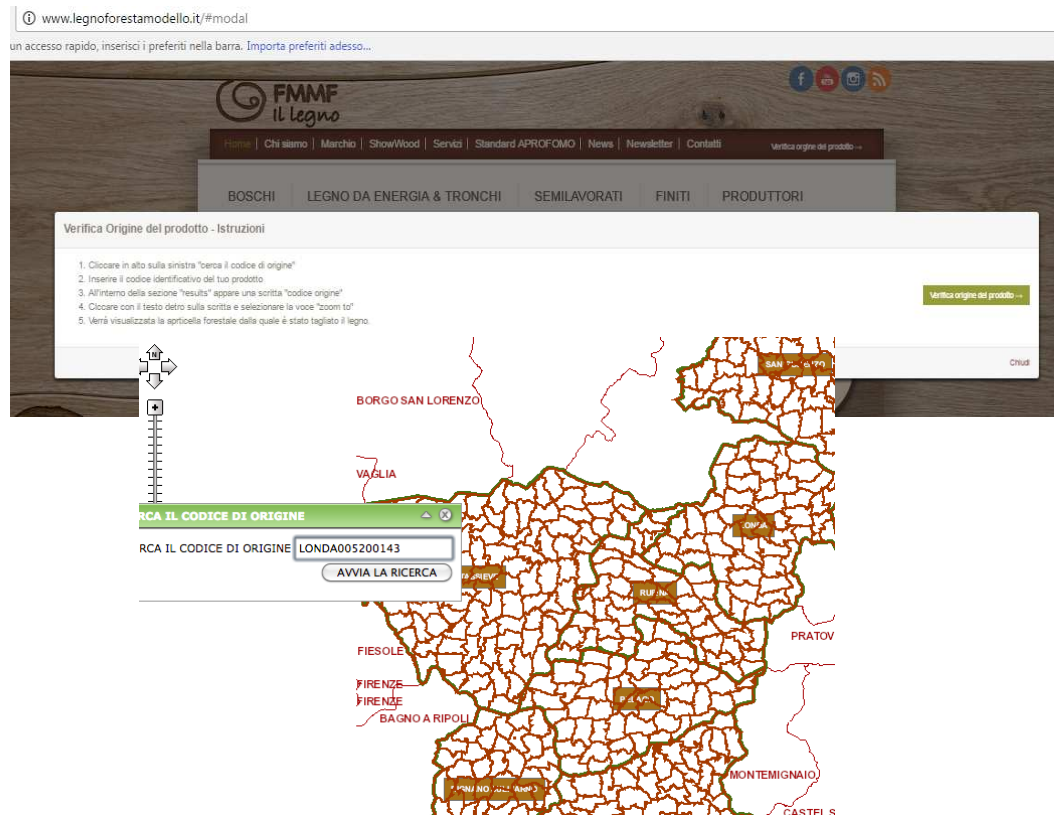 www.legnoforestamodello.it/#modal
un accesso rapido, inserisci i preferiti nella barra. Importa preferiti adesso...
FMMF
il legno
Home | Chi siamo | Marchio | ShowWood | Servizi | Standard APROFOMO | News | Newsletter | Contatti
Verifica orgine del prodotto →
BOSCHI
LEGNO DA ENERGIA & TRONCHI
SEMILAVORATI
FINITI
PRODUTTORI
Verifica Origine del prodotto - Istruzioni
1. Cliccare in alto sulla sinistra "cerca il codice di origine"
2. Inserire il codice identificativo del tuo prodotto
3. All'interno della sezione "results" appare una scritta "codice origine"
4. Cliccare con il testo detro sulla scritta e selezionare la voce "zoom to"
5. Verrà visualizzata la aprticella forestale dalla quale è stato tagliato il legno.
Verifica origine del prodotto →
Chiudi
N
BORGO SAN LORENZO
VAGLIA
RCA IL CODICE DI ORIGINE
RCA IL CODICE DI ORIGINE LONDA005200143
AVVIA LA RICERCA
RUFINA
PRATOV
FIESOLE
FIRENZE
FIRENZE
BAGNO A RIPOLI
MONTEMIGNAIO
CASTEL S